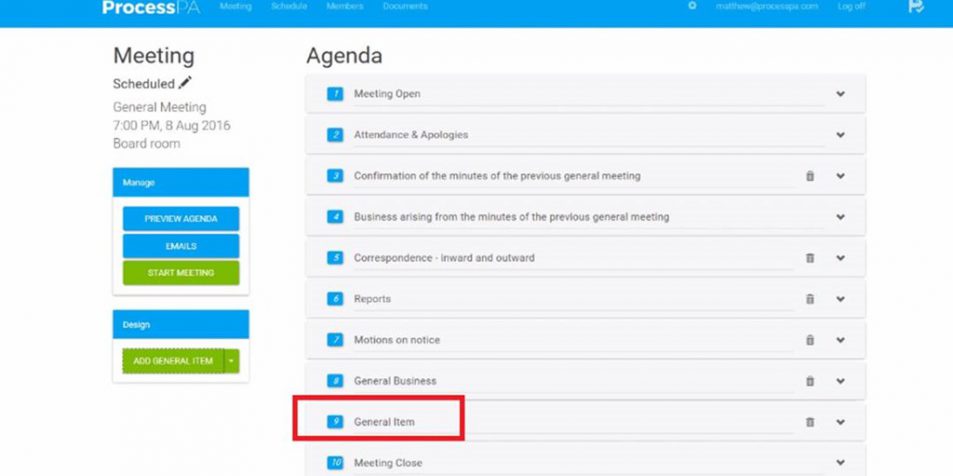 ProcessPA Meeting Schedule Members Documents matthew@processpa.com Log off
Meeting
Scheduled
General Meeting
7:00 PM, 8 Aug 2016
Board room
Manage
PREVIEW AGENDA
EMAILS
START MEETING
Design
ADD GENERAL ITEM
Agenda
1 Meeting Open
2 Attendance & Apologies
3 Confirmation of the minutes of the previous general meeting
4 Business arising from the minutes of the previous general meeting
5 Correspondence - inward and outward
6 Reports
7 Motions on notice
8 General Business
9 General Item
10 Meeting Close